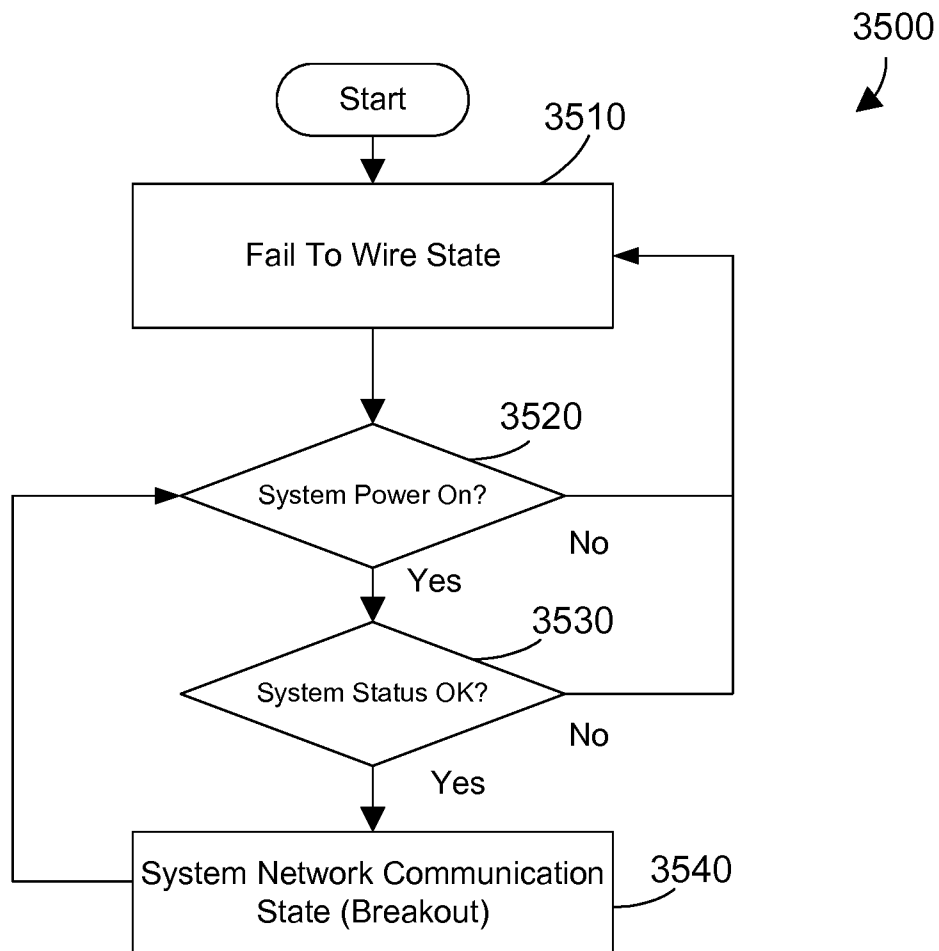 3500
Start
3510
Fail To Wire State
3520
System Power On?
No
Yes
3530
System Status OK?
No
Yes
System Network Communication
State (Breakout)
3540